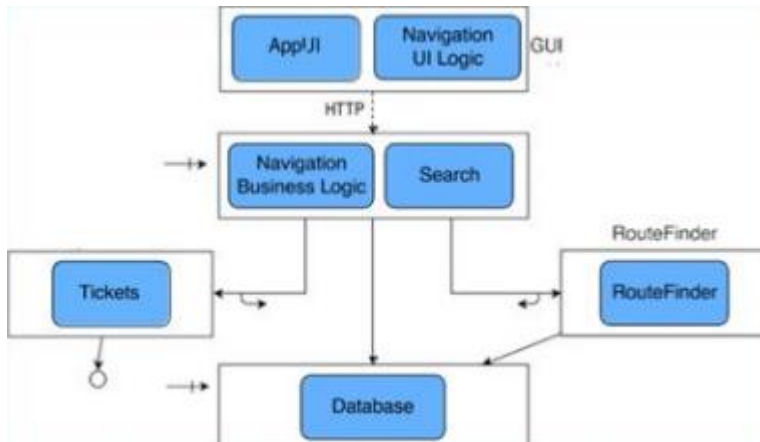 AppUI
Navigation
UI Logic
GUI
HTTP
Navigation
Business Logic
Search
RouteFinder
Tickets
RouteFinder
Database